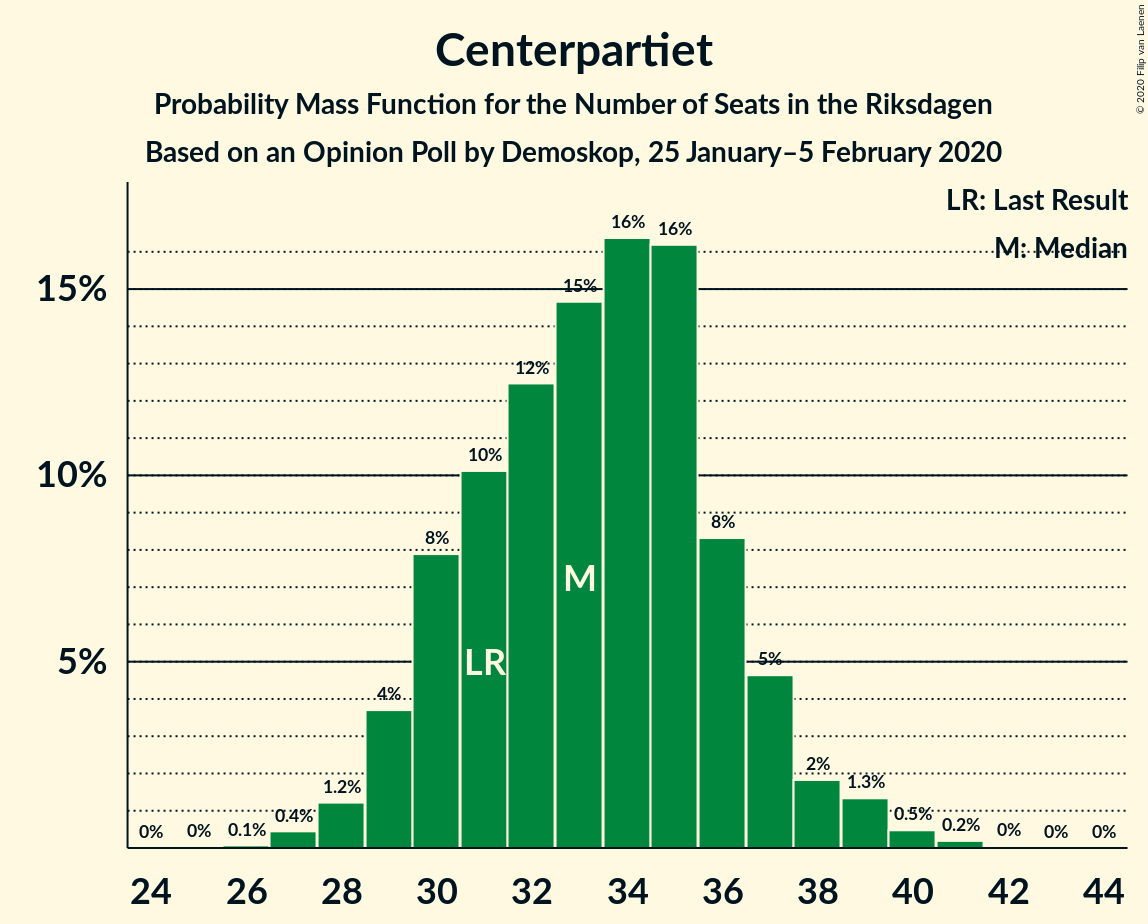 Centerpartiet
Probability Mass Function for the Number of Seats in the Riksdagen
Based on an Opinion Poll by Demoskop, 25 January–5 February 2020
© 2020 Filip van Laenen
LR: Last Result
M: Median
15%
10%
5%
0%
0%
0.1%
0.4%
1.2%
4%
8%
10%
12%
15%
16%
16%
8%
5%
2%
1.3%
0.5%
0.2%
0%
0%
0%
LR
M
24 26 28 30 32 34 36 38 40 42 44